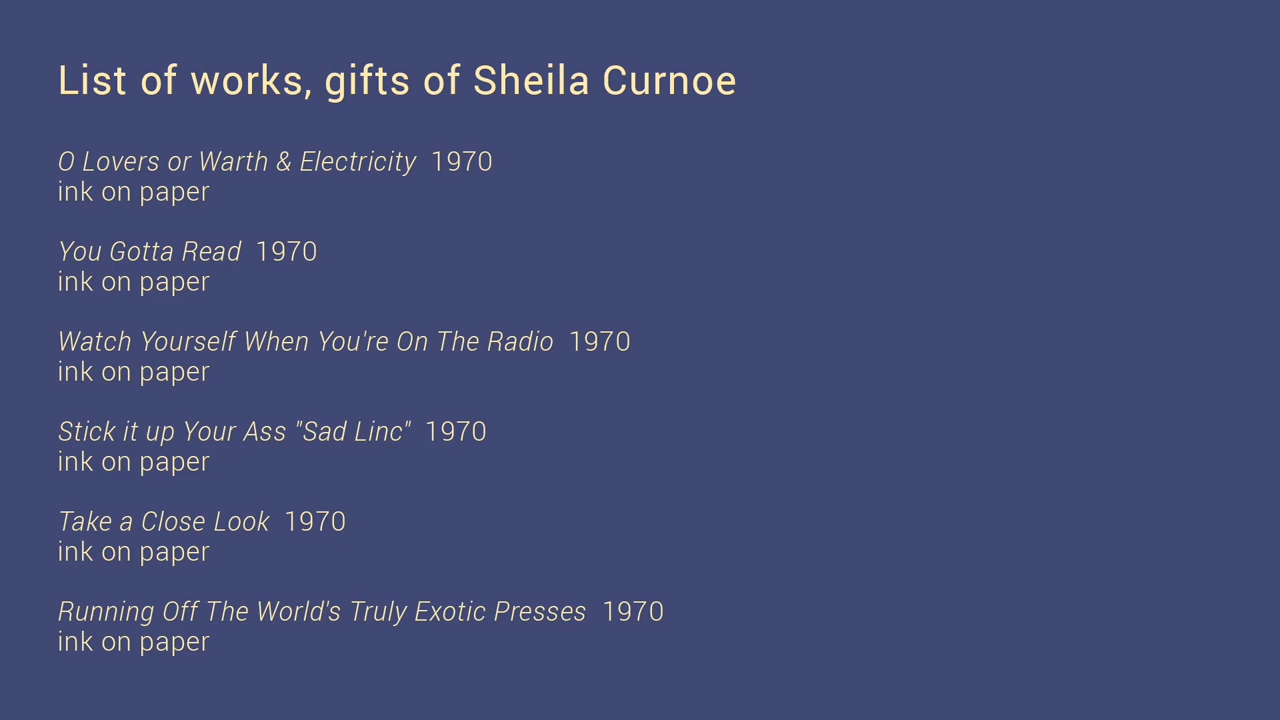 List of works, gifts of Sheila Curnoe
O Lovers or Warth & Electricity 1970
ink on paper
You Gotta Read 1970
ink on paper
Watch Yourself When You're On The Radio 1970
ink on paper
Stick it up Your Ass "Sad Linc" 1970
ink on paper
Take a Close Look 1970
ink on paper
Running Off The World's Truly Exotic Presses 1970
ink on paper